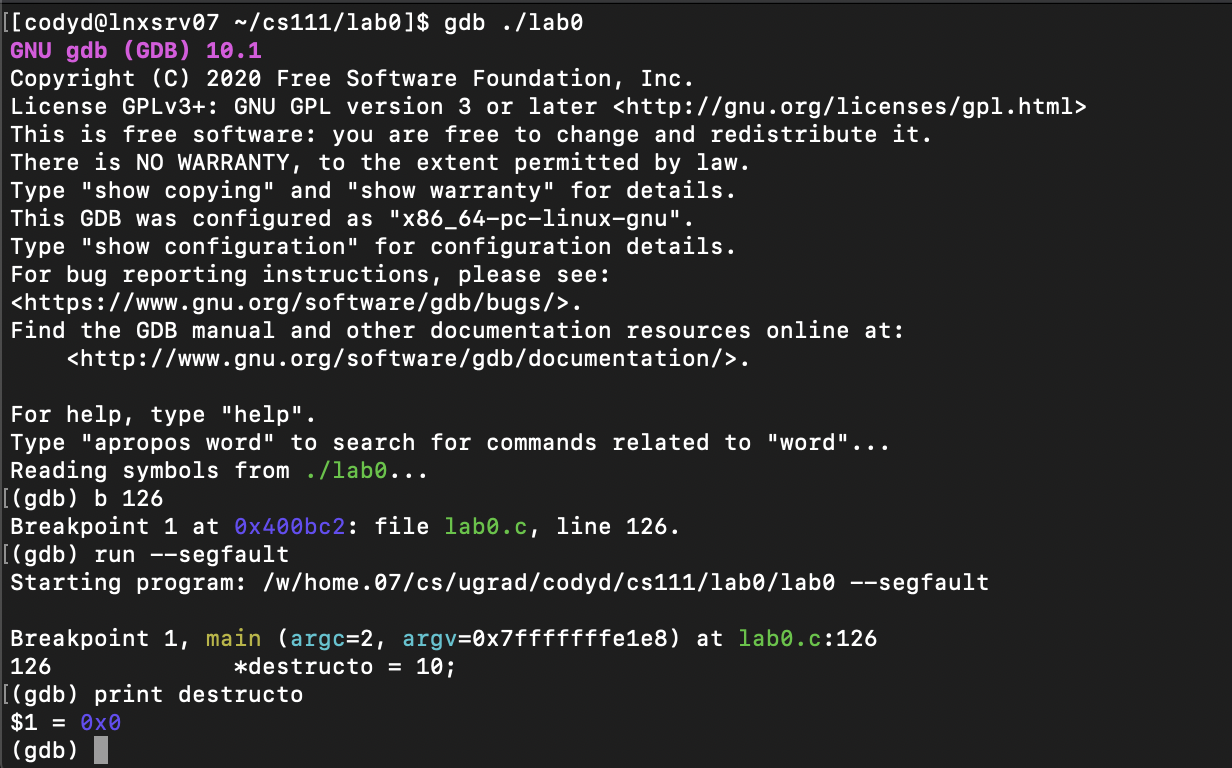 [[codyd@lnxsrv07 ~/cs111/lab0]$ gdb ./lab0
GNU gdb (GDB) 10.1
Copyright (C) 2020 Free Software Foundation, Inc.
License GPLv3+: GNU GPL version 3 or later <http://gnu.org/licenses/gpl.html>
This is free software: you are free to change and redistribute it.
There is NO WARRANTY, to the extent permitted by law.
Type "show copying" and "show warranty" for details.
This GDB was configured as "x86_64-pc-linux-gnu".
Type "show configuration" for configuration details.
For bug reporting instructions, please see:
<https://www.gnu.org/software/gdb/bugs/>.
Find the GDB manual and other documentation resources online at:
    <http://www.gnu.org/software/gdb/documentation/>.

For help, type "help".
Type "apropos word" to search for commands related to "word"...
Reading symbols from ./lab0...
[(gdb) b 126
Breakpoint 1 at 0x400bc2: file lab0.c, line 126.
[(gdb) run --segfault
Starting program: /w/home.07/cs/ugrad/codyd/cs111/lab0/lab0 --segfault

Breakpoint 1, main (argc=2, argv=0x7fffffffe1e8) at lab0.c:126
126             *destructo = 10;
[(gdb) print destructo
$1 = 0x0
(gdb)